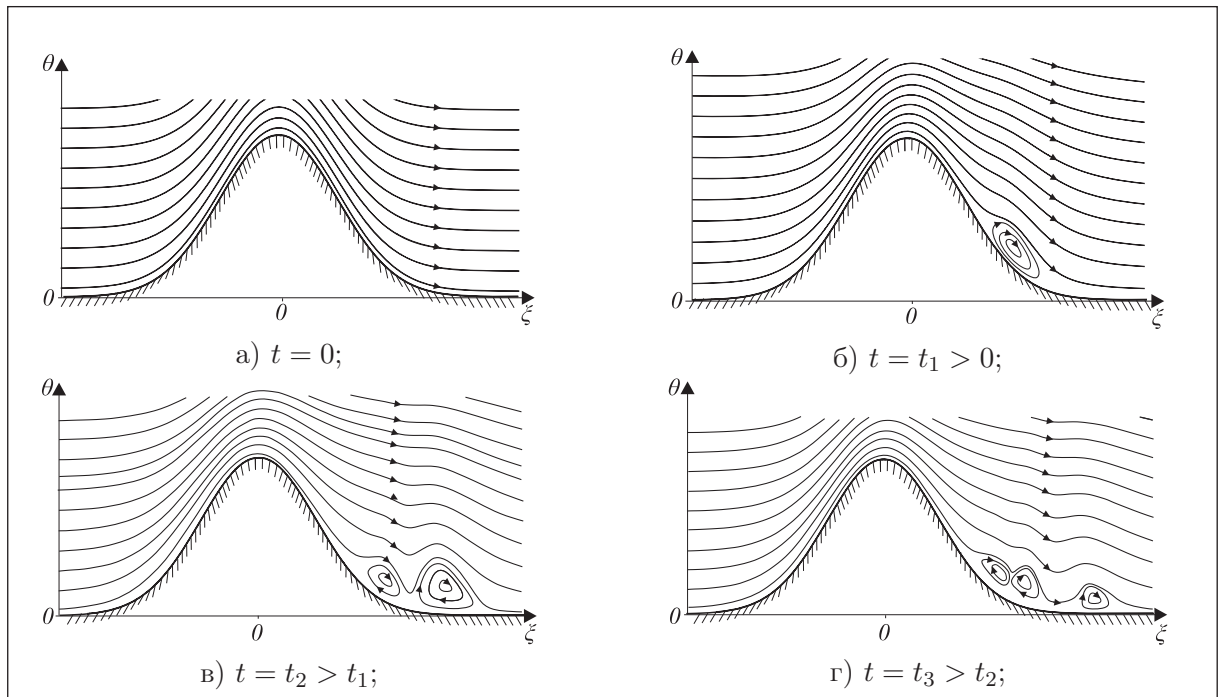 θ
θ
0
0
ξ
0
0
ξ
а) t = 0;
б) t = t₁ > 0;
θ
θ
0
0
ξ
0
0
ξ
в) t = t₂ > t₁;
г) t = t₃ > t₂;